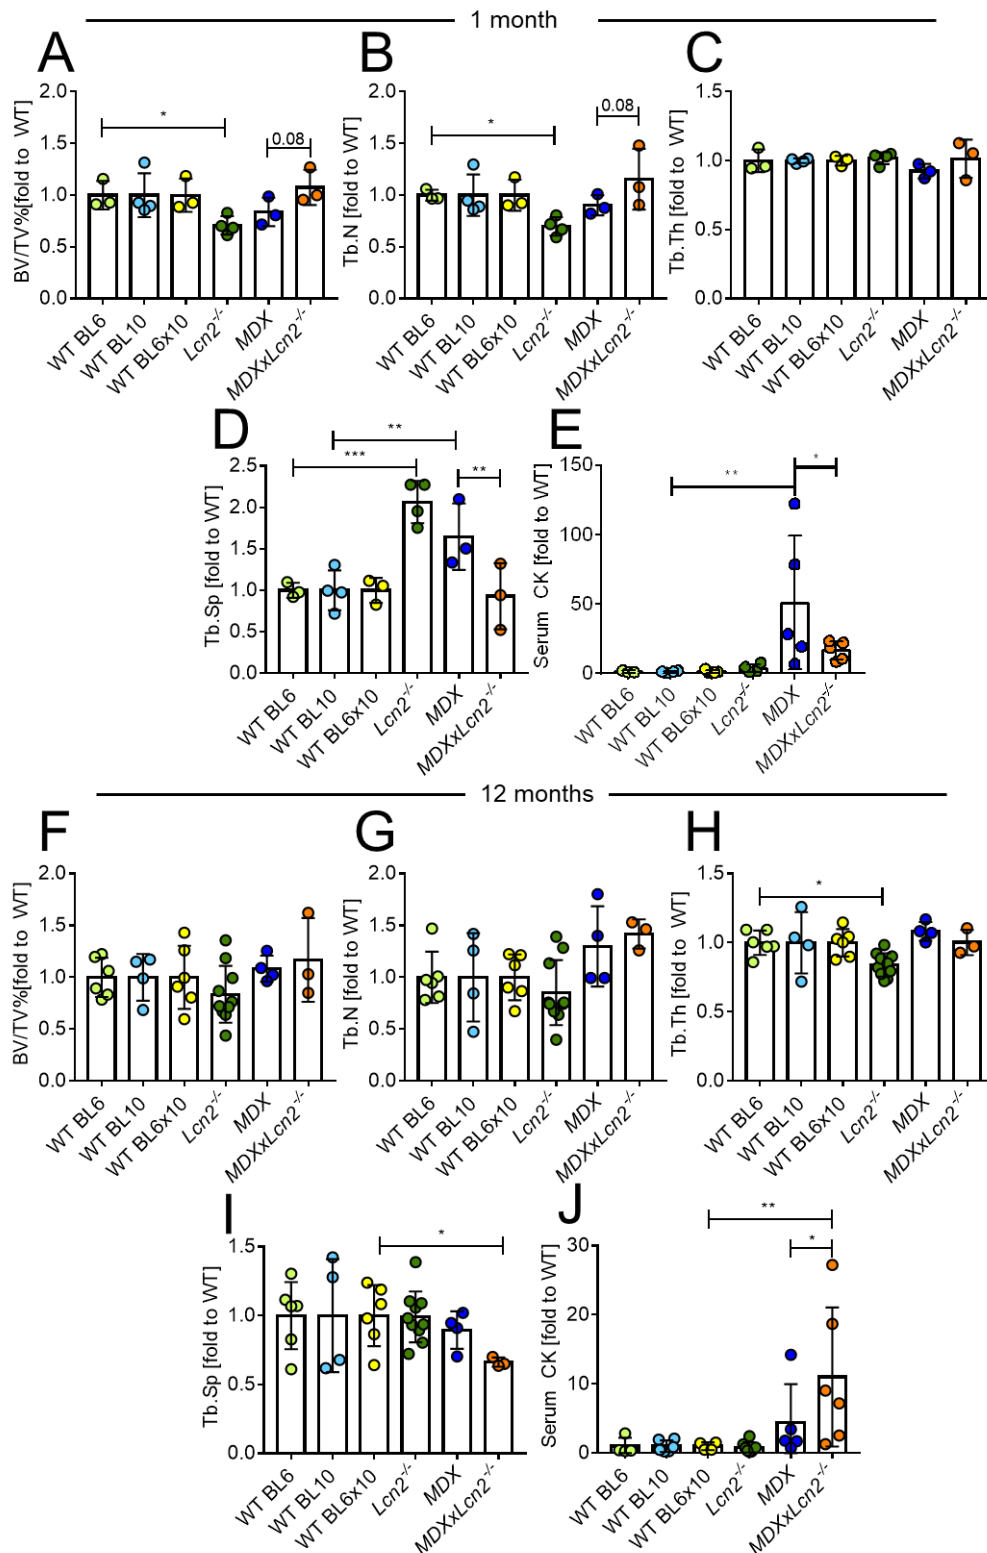 1 month
A
B
C
BV/TV%[fold to WT]
2.0
1.5
1.0
0.5
0.0
*
0.08
WT BL6
WT BL10
WT BL6x10
Lcn2-/-
MDX
MDXxLcn2-/-
Tb.N [fold to WT]
2.0
1.5
1.0
0.5
0.0
*
0.08
WT BL6
WT BL10
WT BL6x10
Lcn2-/-
MDX
MDXxLcn2-/-
Tb.Th [fold to WT]
1.5
1.0
0.5
0.0
WT BL6
WT BL10
WT BL6x10
Lcn2-/-
MDX
MDXxLcn2-/-
D
E
Tb.Sp [fold to WT]
2.5
2.0
1.5
1.0
0.5
0.0
**
***
**
WT BL6
WT BL10
WT BL6x10
Lcn2-/-
MDX
MDXxLcn2-/-
Serum CK [fold to WT]
150
100
50
0
**
*
WT BL6
WT BL10
WT BL6x10
Lcn2-/-
MDX
MDXxLcn2-/-
12 months
F
G
H
BV/TV%[fold to WT]
2.0
1.5
1.0
0.5
0.0
WT BL6
WT BL10
WT BL6x10
Lcn2-/-
MDX
MDXxLcn2-/-
Tb.N [fold to WT]
2.0
1.5
1.0
0.5
0.0
WT BL6
WT BL10
WT BL6x10
Lcn2-/-
MDX
MDXxLcn2-/-
Tb.Th [fold to WT]
1.5
1.0
0.5
0.0
*
WT BL6
WT BL10
WT BL6x10
Lcn2-/-
MDX
MDXxLcn2-/-
I
J
Tb.Sp [fold to WT]
1.5
1.0
0.5
0.0
*
WT BL6
WT BL10
WT BL6x10
Lcn2-/-
MDX
MDXxLcn2-/-
Serum CK [fold to WT]
30
20
10
0
**
*
WT BL6
WT BL10
WT BL6x10
Lcn2-/-
MDX
MDXxLcn2-/-